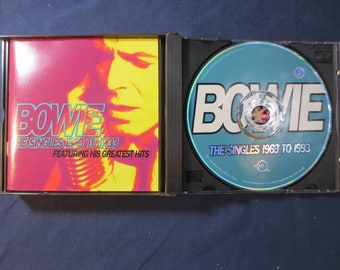 BOWIE
THE SINGLES 1969 TO 1993
FEATURING HIS GREATEST HITS
BOWIE
THE SINGLES 1969 TO 1993